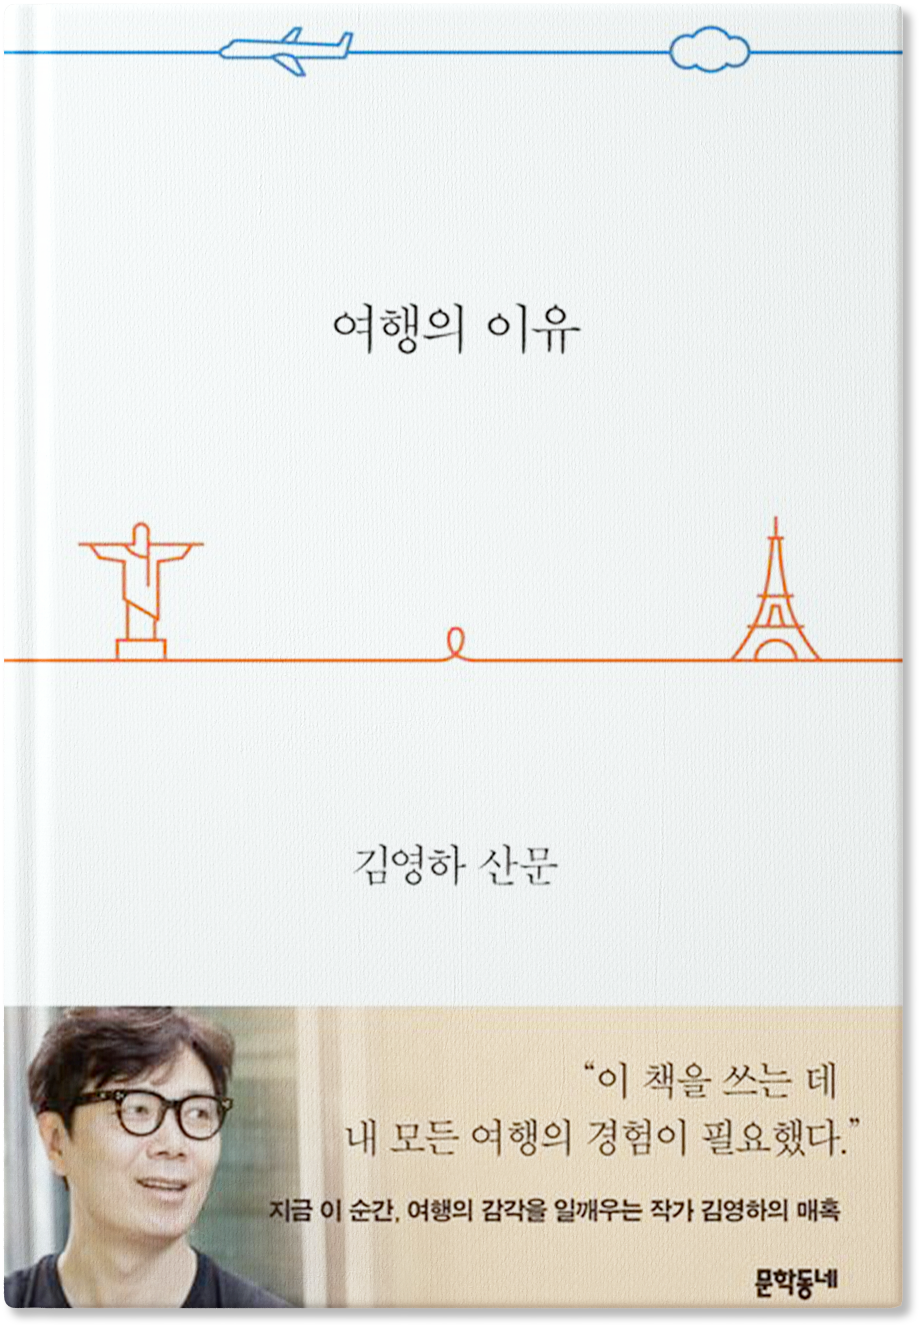 여행의 이유
김영하 산문
“이 책을 쓰는 데
내 모든 여행의 경험이 필요했다.”
지금 이 순간, 여행의 감각을 일깨우는 작가 김영하의 매혹
문학동네